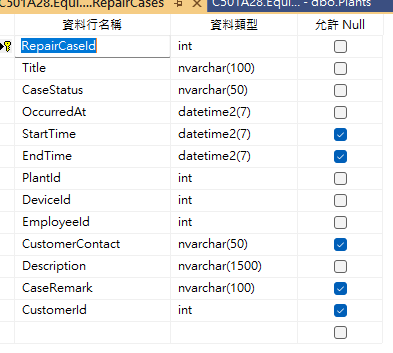 C501A28.Equi....RepairCases
C501A28.Equi... - dbo.Plants
資料行名稱 資料類型 允許 Null
RepairCaseId int
Title nvarchar(100)
CaseStatus nvarchar(50)
OccurredAt datetime2(7)
StartTime datetime2(7)
EndTime datetime2(7)
PlantId int
DeviceId int
EmployeeId int
CustomerContact nvarchar(50)
Description nvarchar(1500)
CaseRemark nvarchar(100)
CustomerId int